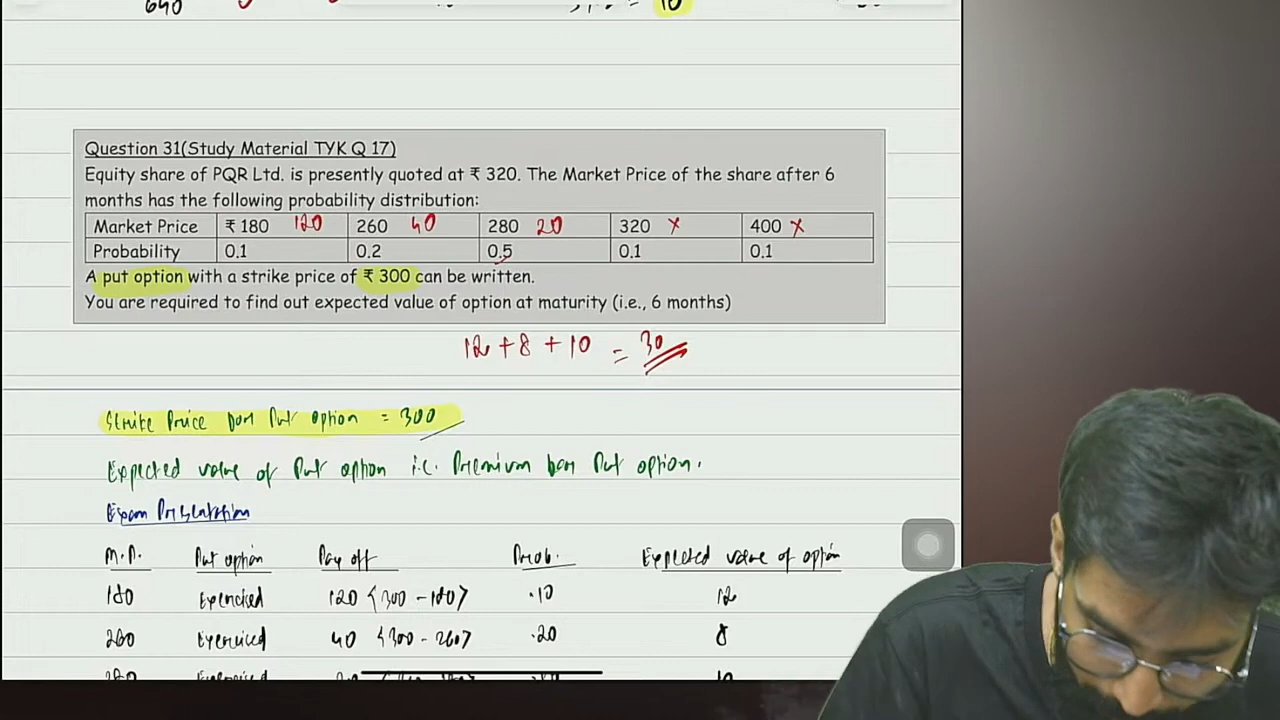 640
10
Question 31(Study Material TYK Q 17)
Equity share of PQR Ltd. is presently quoted at ₹ 320. The Market Price of the share after 6
months has the following probability distribution:
Market Price ₹ 180 120 260 40 280 20 320 x 400 x
Probability 0.1 0.2 0.5 0.1 0.1
A put option with a strike price of ₹ 300 can be written.
You are required to find out expected value of option at maturity (i.e., 6 months)
12 + 8 + 10 = 30
Strike Price for Put option = 300
Expected value of Put option i.e. Premium for Put option.
Exam Presentation
M.P. Put option Pay off Prob. Expected value of option
180 Exercised 120 {300 - 180} .10 12
260 Exercised 40 {300 - 260} .20 8
280 Exercised 20 10